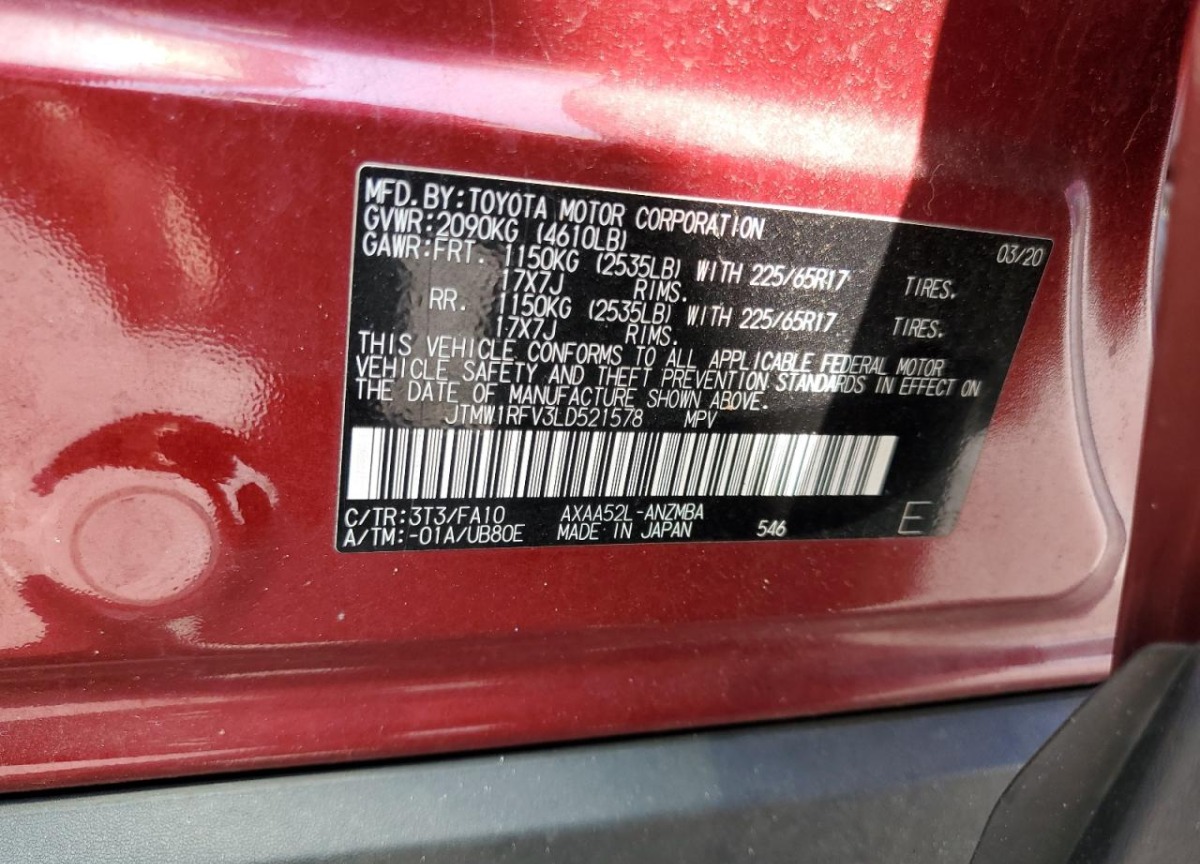 MFD. BY: TOYOTA MOTOR CORPORATION 03/20
GVWR: 2090KG (4610LB)
GAWR: FRT. 1150KG (2535LB) WITH 225/65R17 TIRES.
17X7J RIMS.
RR. 1150KG (2535LB) WITH 225/65R17 TIRES.
17X7J RIMS.
THIS VEHICLE CONFORMS TO ALL APPLICABLE FEDERAL MOTOR
VEHICLE SAFETY AND THEFT PREVENTION STANDARDS IN EFFECT ON
THE DATE OF MANUFACTURE SHOWN ABOVE.
JTMW1RFV3LD521578 MPV
C/TR: 3T3/FA10 AXAA52L-ANZMBA
A/TM: -01A/UB80E MADE IN JAPAN 546 E